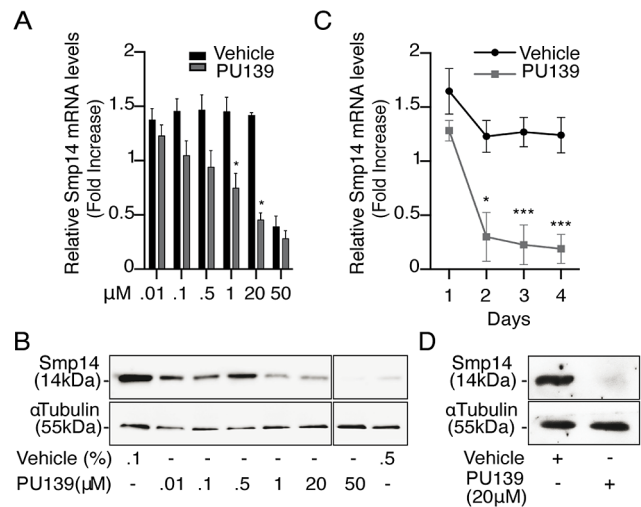 A
Relative Smp14 mRNA levels
(Fold Increase)
2
1.5
1
0.5
0
Vehicle
PU139
*
*
μM .01 .1 .5 1 20 50
C
Relative Smp14 mRNA levels
(Fold Increase)
2
1.5
1
0.5
0
Vehicle
PU139
*
***
***
1 2 3 4
Days
B
Smp14
(14kDa) -
αTubulin
(55kDa) -
Vehicle (%) .1 - - - - - - .5
PU139(μM) - .01 .1 .5 1 20 50 -
D
Smp14
(14kDa) -
αTubulin
(55kDa) -
Vehicle + -
PU139 - +
(20μM)